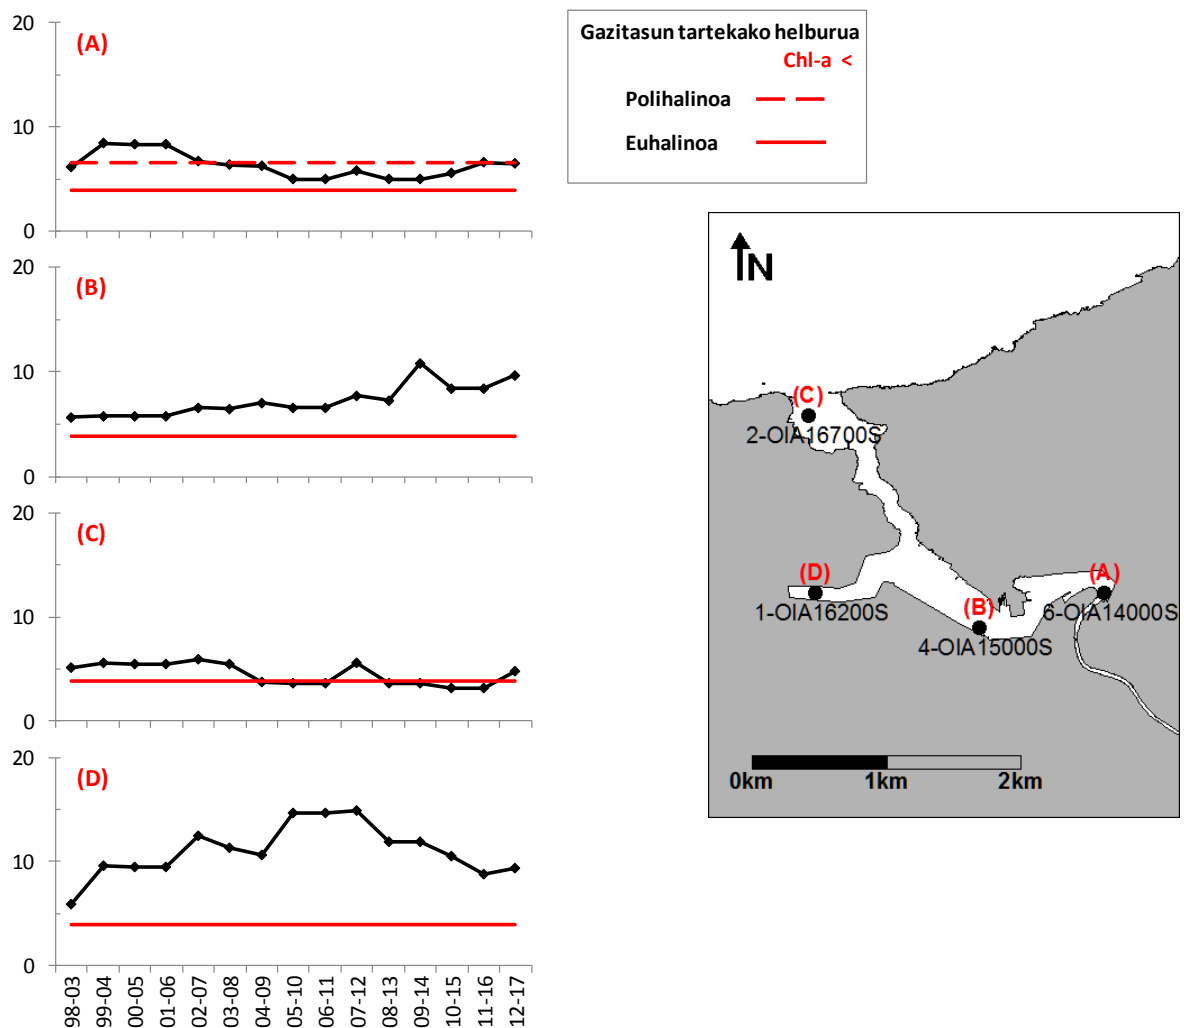 20
(A)
10
0
20
(B)
10
0
20
(C)
10
0
20
(D)
10
0
98-03
99-04
00-05
01-06
02-07
03-08
04-09
05-10
06-11
07-12
08-13
09-14
10-15
11-16
12-17
Gazitasun tartekako helburua
Chl-a <
Polihalinoa
Euhalinoa
N
(C)
2-OIA16700S
(D)
1-OIA16200S
(B)
4-OIA15000S
(A)
6-OIA14000S
0km 1km 2km